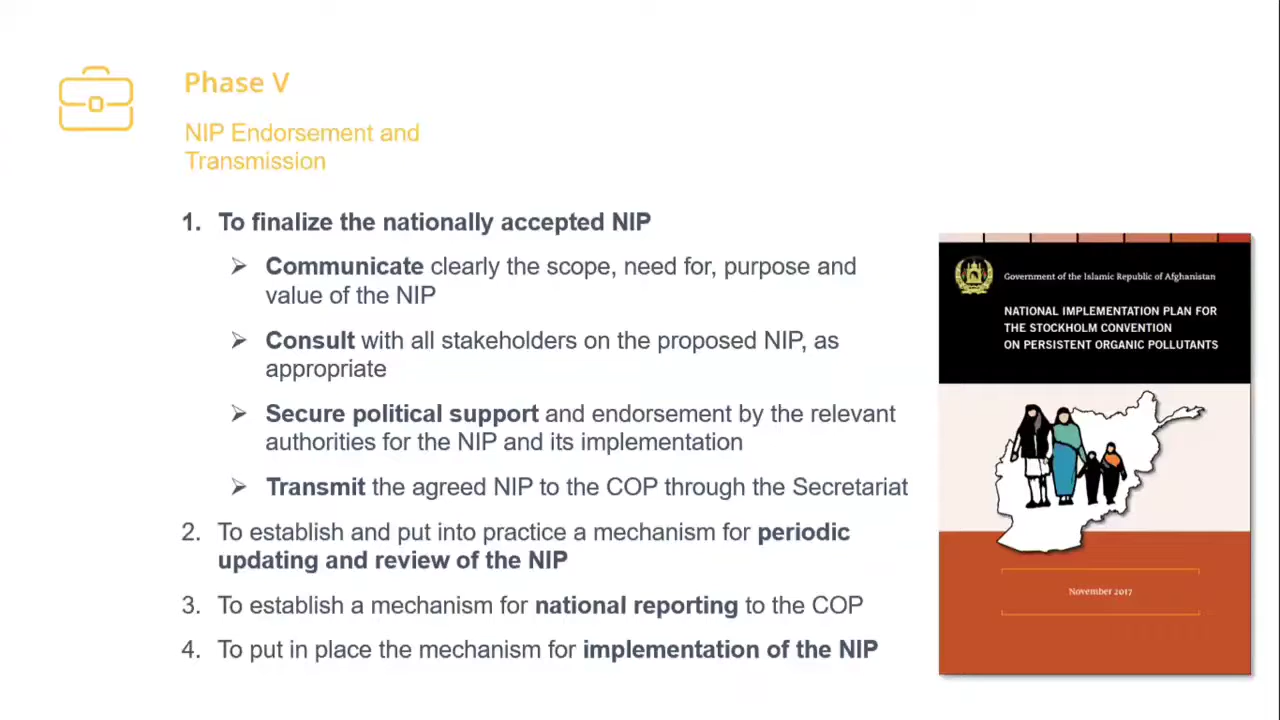 Phase V
NIP Endorsement and
Transmission
1. To finalize the nationally accepted NIP
➢ Communicate clearly the scope, need for, purpose and
value of the NIP
➢ Consult with all stakeholders on the proposed NIP, as
appropriate
➢ Secure political support and endorsement by the relevant
authorities for the NIP and its implementation
➢ Transmit the agreed NIP to the COP through the Secretariat
2. To establish and put into practice a mechanism for periodic
updating and review of the NIP
3. To establish a mechanism for national reporting to the COP
4. To put in place the mechanism for implementation of the NIP
Government of the Islamic Republic of Afghanistan
NATIONAL IMPLEMENTATION PLAN FOR
THE STOCKHOLM CONVENTION
ON PERSISTENT ORGANIC POLLUTANTS
November 2017